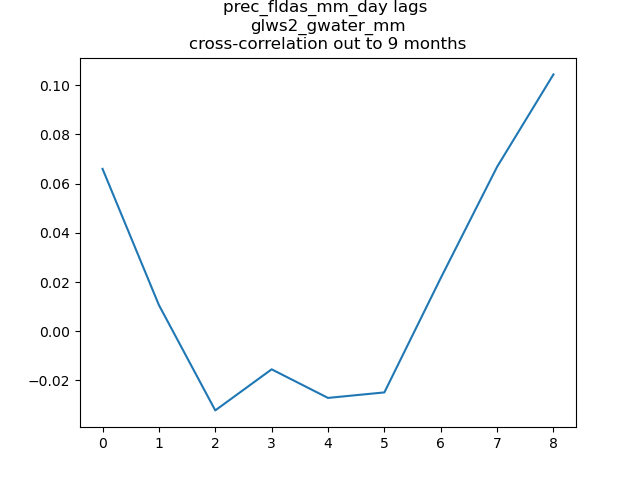 prec_fldas_mm_day lags
glws2_gwater_mm
cross-correlation out to 9 months
0.10
0.08
0.06
0.04
0.02
0.00
−0.02
0 1 2 3 4 5 6 7 8